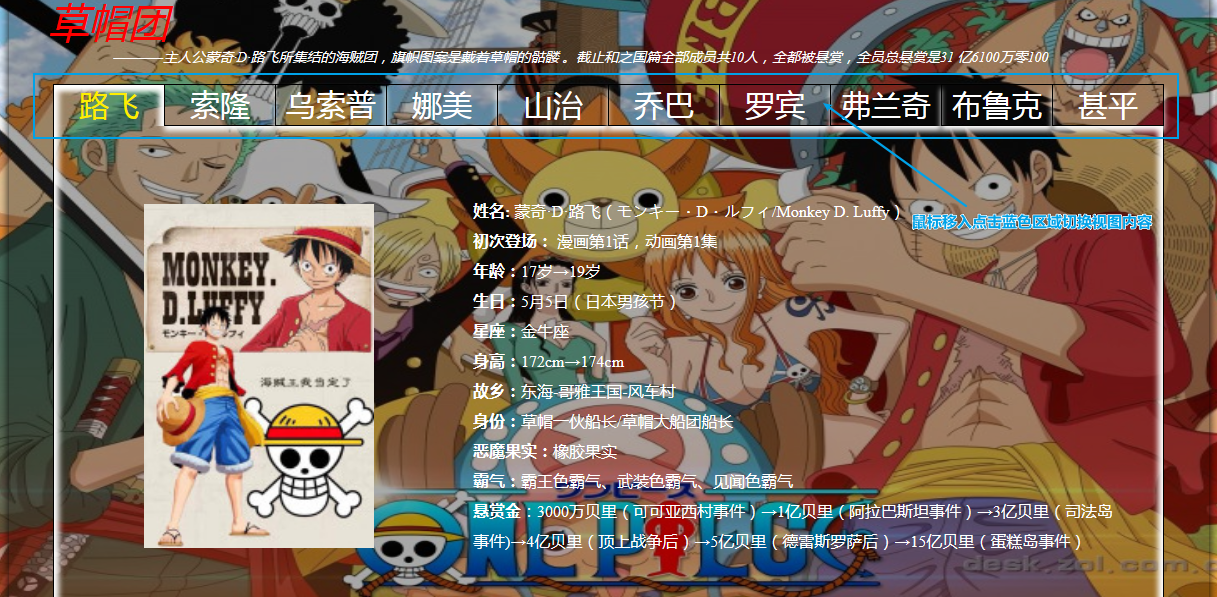 草帽团
————主人公蒙奇·D·路飞所集结的海贼团，旗帜图案是戴着草帽的骷髅 。截止和之国篇全部成员共10人，全都被悬赏，全员总悬赏是31 亿6100万零100
路飞 索隆 乌索普 娜美 山治 乔巴 罗宾 弗兰奇 布鲁克 甚平
鼠标移入点击蓝色区域切换视图内容
姓名: 蒙奇·D·路飞（モンキー・D・ルフィ/Monkey D. Luffy ）
初次登场： 漫画第1话，动画第1集
年龄：17岁→19岁
生日：5月5日（日本男孩节 ）
星座：金牛座
身高：172cm→174cm
故乡：东海-哥雅王国-风车村
身份：草帽一伙船长/草帽大船团船长
恶魔果实：橡胶果实
霸气：霸王色霸气、武装色霸气、见闻色霸气
悬赏金：3000万贝里（可可亚西村事件 ）→1亿贝里（阿拉巴斯坦事件 ）→3亿贝里（司法岛
事件)→4亿贝里（顶上战争后 ）→5亿贝里（德雷斯罗萨后 ）→15亿贝里（蛋糕岛事件 ）
MONKEY.
D.LUFFY
海贼王我当定了
ワンピース
desk.zol.com.c